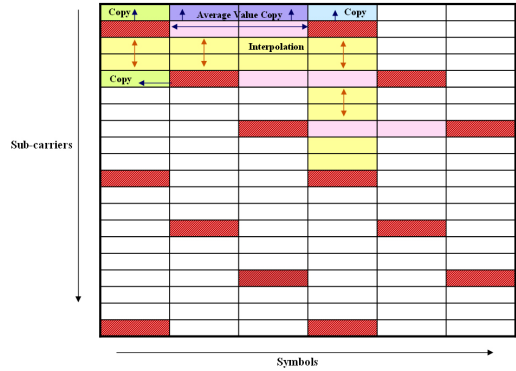 Copy
Average Value Copy
Copy
Interpolation
Copy
Sub-carriers
Symbols